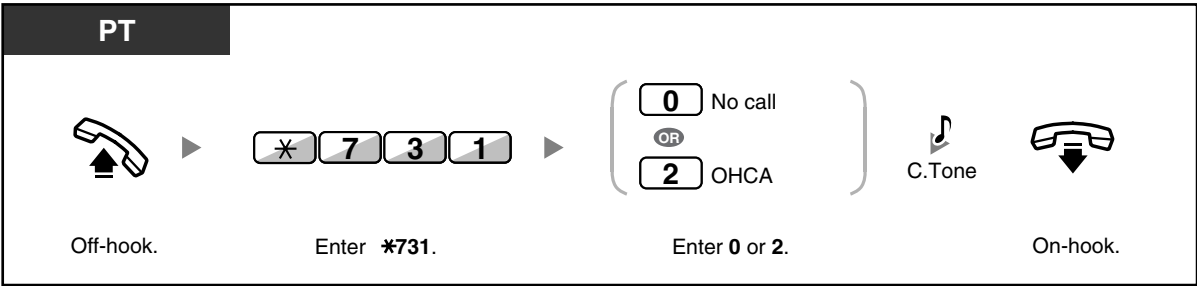 PT
0 No call
OR
* 7 3 1
2 OHCA
C.Tone
Off-hook. Enter *731. Enter 0 or 2. On-hook.